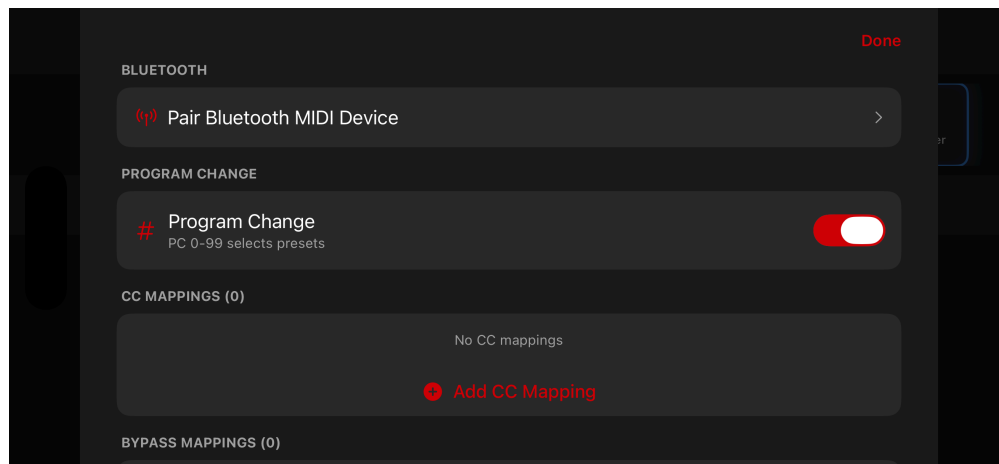 Done
BLUETOOTH
Pair Bluetooth MIDI Device
er
PROGRAM CHANGE
# Program Change
PC 0-99 selects presets
CC MAPPINGS (0)
No CC mappings
Add CC Mapping
BYPASS MAPPINGS (0)